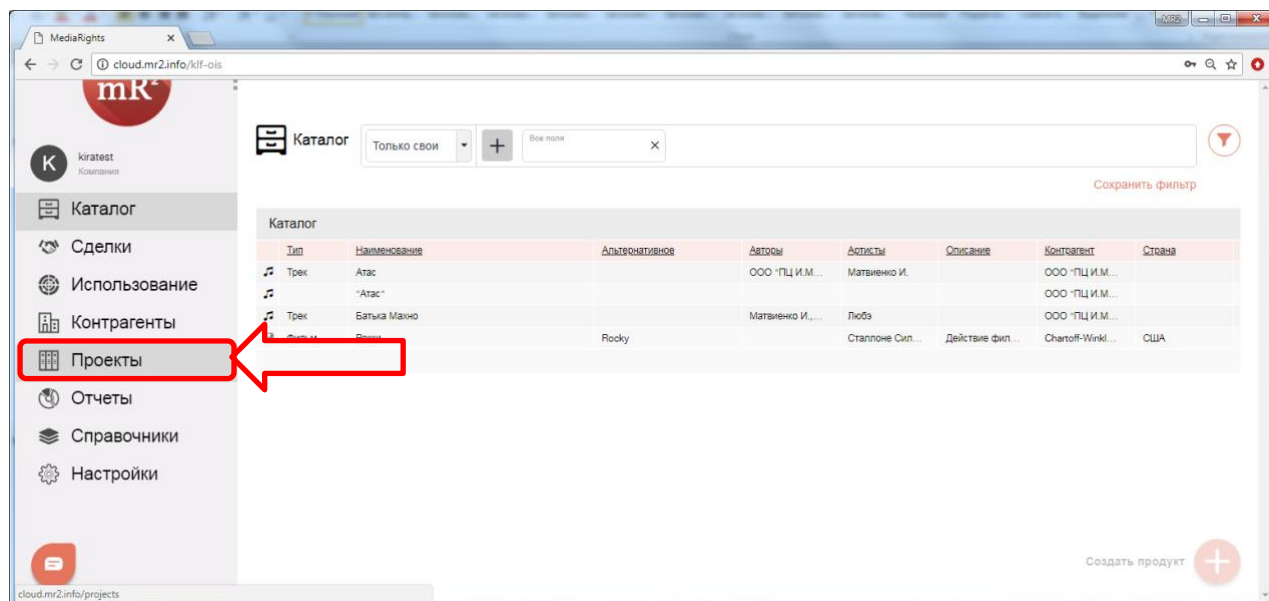 MR2
MediaRights
cloud.mr2.info/klf-ois
mR²
K
kiratest
Компания
Каталог
Сделки
Использование
Контрагенты
Проекты
Отчеты
Справочники
Настройки
Каталог
Только свои
Все поля
Сохранить фильтр
Каталог
Тип Наименование Альтернативное Авторы Артисты Описание Контрагент Страна
Трек Атас ООО "ПЦ И.М... Матвиенко И. ООО "ПЦ И.М...
"Атас" ООО "ПЦ И.М...
Трек Батька Махно Матвиенко И.,... Любэ ООО "ПЦ И.М...
Фильм Рокки Rocky Сталлоне Сил... Действие фил... Chartoff-Winkl... США
Создать продукт
cloud.mr2.info/projects